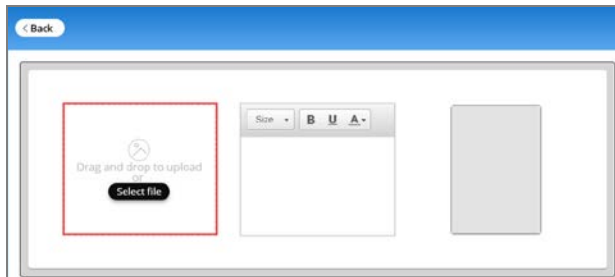 < Back
Drag and drop to upload
or
Select file
Size
B U A